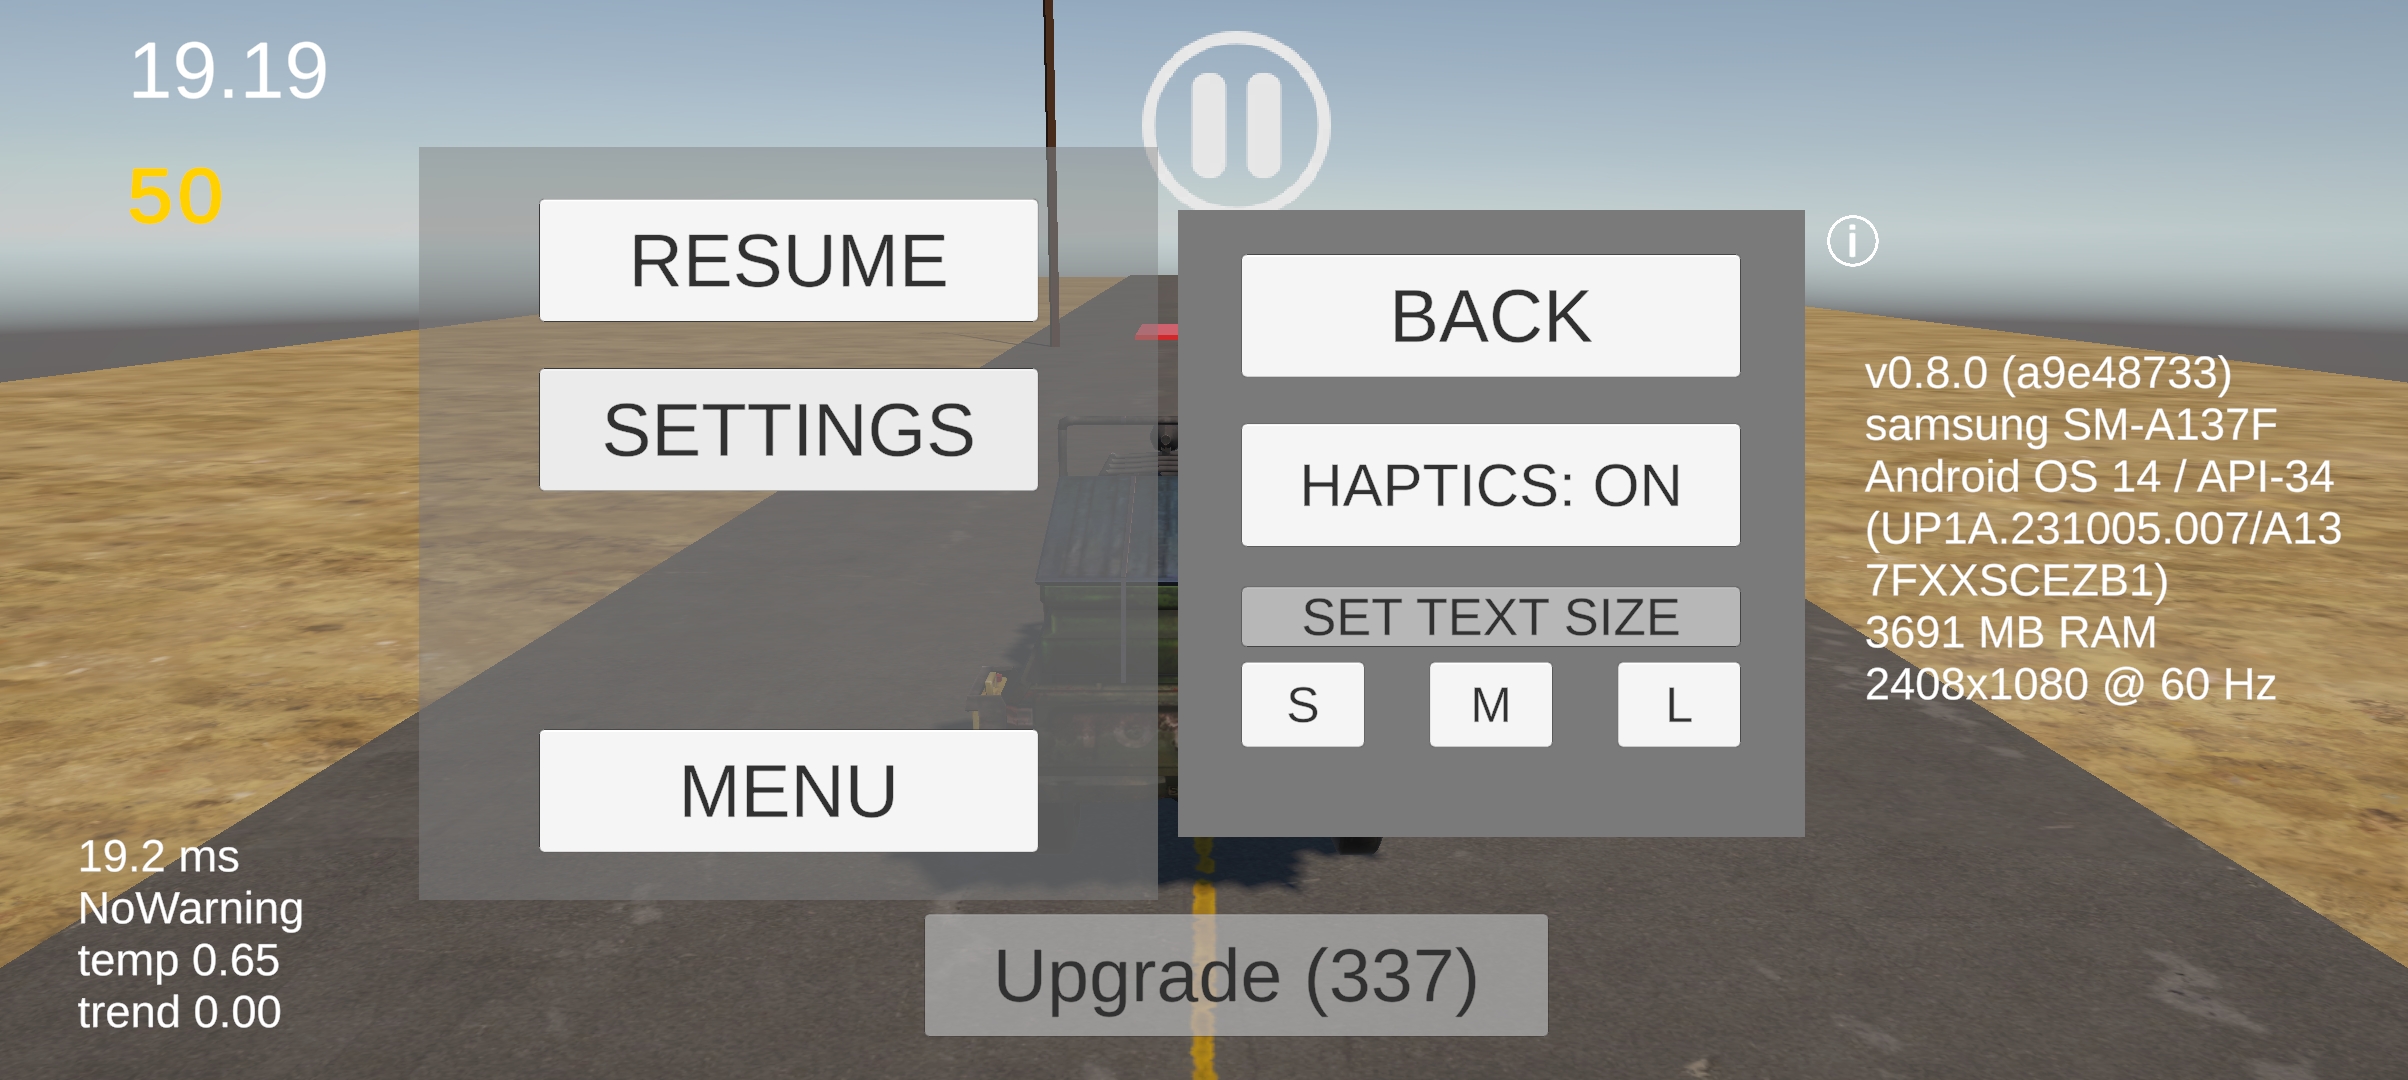 19.19
50
RESUME
SETTINGS
MENU
BACK
HAPTICS: ON
SET TEXT SIZE
S M L
i
v0.8.0 (a9e48733)
samsung SM-A137F
Android OS 14 / API-34
(UP1A.231005.007/A13
7FXXSCEZB1)
3691 MB RAM
2408x1080 @ 60 Hz
19.2 ms
NoWarning
temp 0.65
trend 0.00
Upgrade (337)